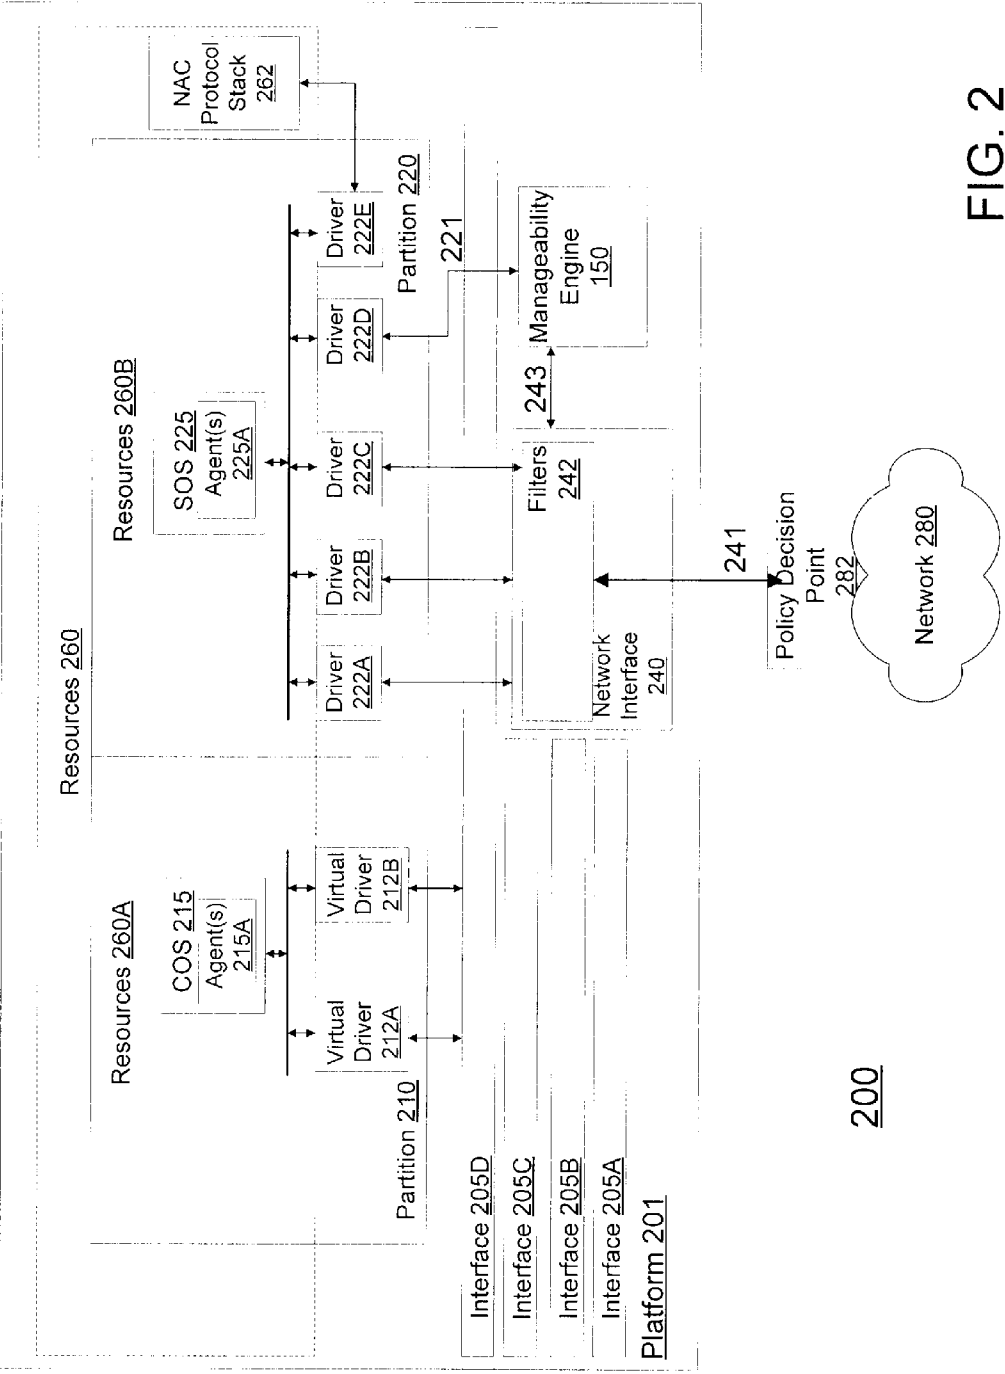 Resources 260
Resources 260A
COS 215
Agent(s)
215A
Virtual
Driver
212A
Virtual
Driver
212B
Partition 210
Resources 260B
SOS 225
Agent(s)
225A
Driver
222A
Driver
222B
Driver
222C
Driver
222D
Driver
222E
Partition 220
NAC
Protocol
Stack
262
221
Interface 205D
Interface 205C
Interface 205B
Interface 205A
Platform 201
Filters
242
Network
Interface
240
243
Manageability
Engine
150
241
Policy Decision
Point
282
Network 280
200
FIG. 2